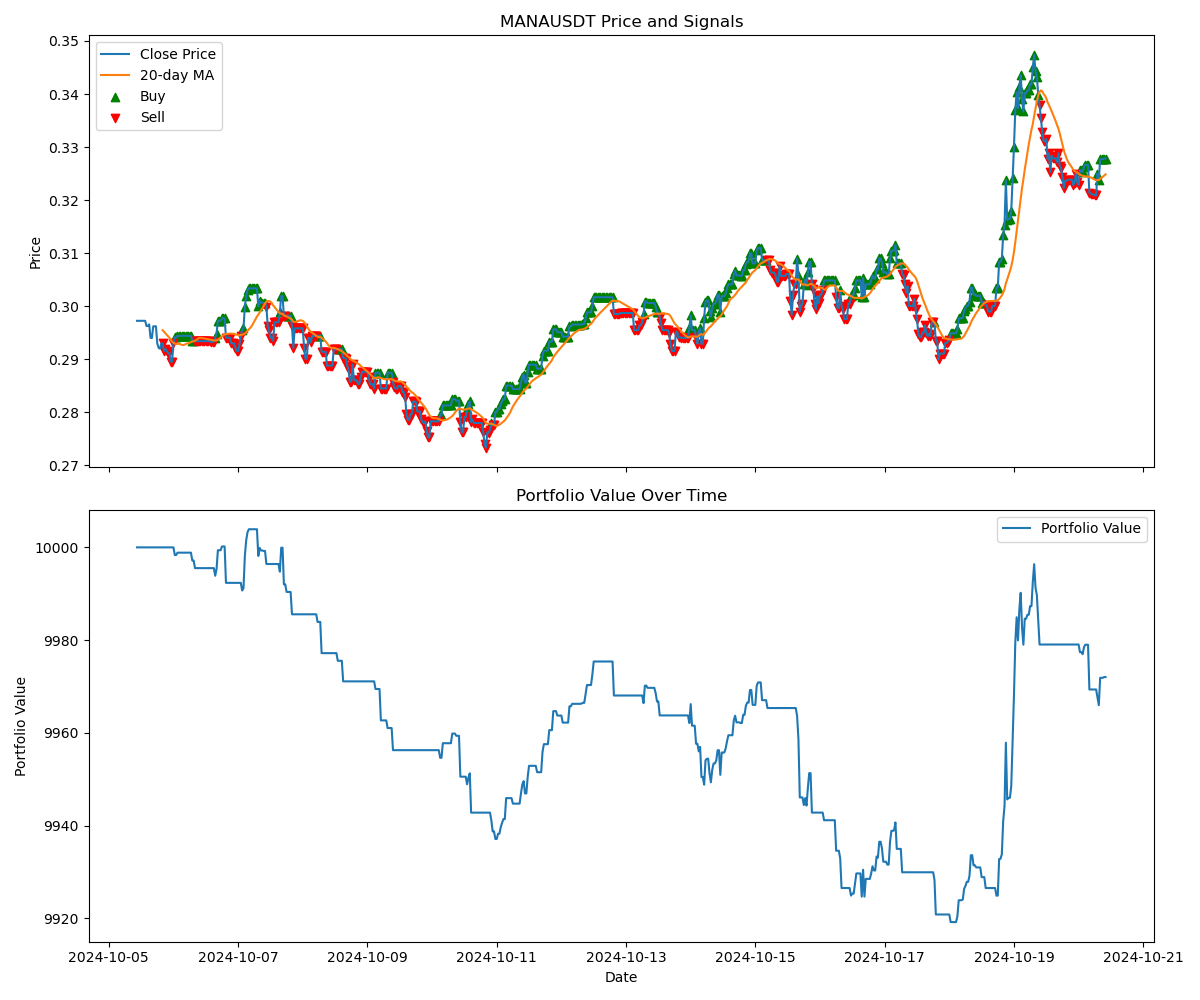 MANAUSDT Price and Signals
Close Price
20-day MA
Buy
Sell
0.35
0.34
0.33
0.32
0.31
0.30
0.29
0.28
0.27
Price
Portfolio Value Over Time
Portfolio Value
10000
9980
9960
9940
9920
Portfolio Value
2024-10-05 2024-10-07 2024-10-09 2024-10-11 2024-10-13 2024-10-15 2024-10-17 2024-10-19 2024-10-21
Date